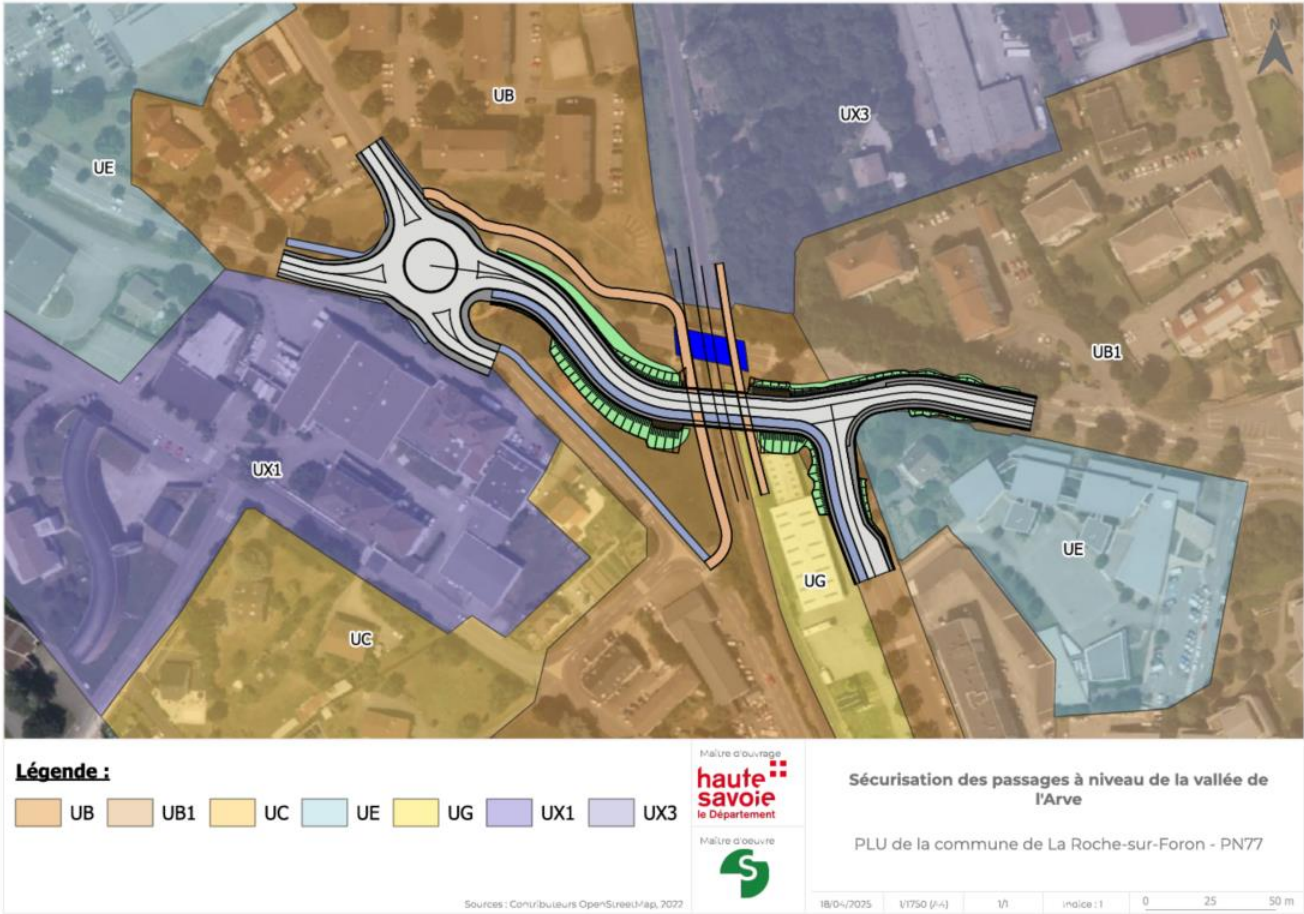 N
UB
UX3
UE
UB1
UX1
UE
UG
UC
Légende :
UB UB1 UC UE UG UX1 UX3
Sources : Contributeurs OpenStreetMap, 2022
Maître d'ouvrage
haute
savoie
le Département
Maître d'oeuvre
S
Sécurisation des passages à niveau de la vallée de
l'Arve
PLU de la commune de La Roche-sur-Foron - PN77
18/04/2025 1/1750 (A4) 1/1 Indice : 1 0 25 50 m